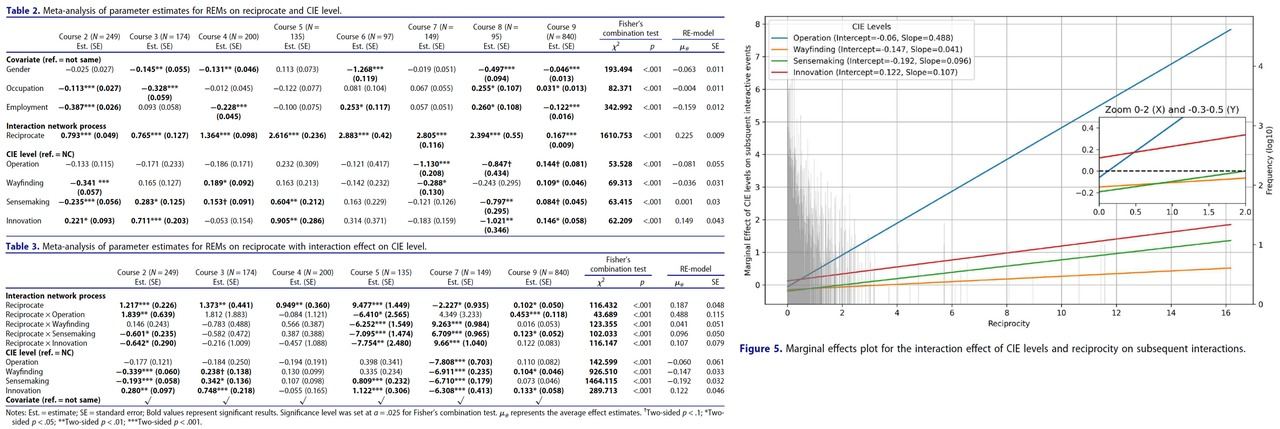 Table 2. Meta-analysis of parameter estimates for REMs on reciprocate and CIE level.
Course 2 (N = 249) Est. (SE) Course 3 (N = 174) Est. (SE) Course 4 (N = 200) Est. (SE) Course 5 (N = 135) Est. (SE) Course 6 (N = 97) Est. (SE) Course 7 (N = 149) Est. (SE) Course 8 (N = 95) Est. (SE) Course 9 (N = 840) Est. (SE) Fisher's combination test χ² p RE-model μθ SE
Covariate (ref. = not same)
Gender −0.025 (0.027) −0.145** (0.055) −0.131** (0.046) 0.113 (0.073) −1.268*** (0.119) −0.019 (0.051) −0.497*** (0.094) −0.046*** (0.013) 193.494 <.001 −0.063 0.011
Occupation −0.113*** (0.027) −0.328*** (0.059) −0.012 (0.045) −0.122 (0.077) 0.081 (0.104) 0.067 (0.055) 0.255* (0.107) 0.031* (0.013) 82.371 <.001 −0.004 0.011
Employment −0.387*** (0.026) 0.093 (0.058) −0.228*** (0.045) −0.100 (0.075) 0.253* (0.117) 0.057 (0.051) 0.260* (0.108) −0.122*** (0.016) 342.992 <.001 −0.159 0.012
Interaction network process
Reciprocate 0.793*** (0.049) 0.765*** (0.127) 1.364*** (0.098) 2.616*** (0.236) 2.883*** (0.42) 2.805*** (0.116) 2.394*** (0.55) 0.167*** (0.009) 1610.753 <.001 0.225 0.009
CIE level (ref. = NC)
Operation −0.133 (0.115) −0.171 (0.233) −0.186 (0.171) 0.232 (0.309) −0.121 (0.417) −1.130*** (0.208) −0.847† (0.434) 0.144† (0.081) 53.528 <.001 −0.081 0.055
Wayfinding −0.341 *** (0.057) 0.165 (0.127) 0.189* (0.092) 0.163 (0.213) −0.142 (0.232) −0.288* (0.130) −0.243 (0.295) 0.109* (0.046) 69.313 <.001 −0.036 0.031
Sensemaking −0.235*** (0.056) 0.283* (0.125) 0.153† (0.091) 0.604** (0.212) 0.163 (0.229) −0.121 (0.126) −0.797** (0.295) 0.084† (0.045) 63.415 <.001 0.001 0.03
Innovation 0.221* (0.093) 0.711*** (0.203) −0.053 (0.154) 0.905** (0.286) 0.314 (0.371) −0.183 (0.159) −1.021** (0.346) 0.146* (0.058) 62.209 <.001 0.149 0.043
Table 3. Meta-analysis of parameter estimates for REMs on reciprocate with interaction effect on CIE level.
Course 2 (N = 249) Est. (SE) Course 3 (N = 174) Est. (SE) Course 4 (N = 200) Est. (SE) Course 5 (N = 135) Est. (SE) Course 7 (N = 149) Est. (SE) Course 9 (N = 840) Est. (SE) Fisher's combination test χ² p RE-model μθ SE
Interaction network process
Reciprocate 1.217*** (0.226) 1.373** (0.441) 0.949** (0.360) 9.477*** (1.449) −2.227* (0.935) 0.102* (0.050) 116.432 <.001 0.187 0.048
Reciprocate × Operation 1.839** (0.639) 1.812 (1.883) −0.084 (1.121) −6.410* (2.565) 4.349 (3.233) 0.453*** (0.118) 43.689 <.001 0.488 0.115
Reciprocate × Wayfinding 0.146 (0.243) −0.783 (0.488) 0.566 (0.387) −6.252*** (1.549) 9.263*** (0.984) 0.016 (0.053) 123.355 <.001 0.041 0.051
Reciprocate × Sensemaking −0.601* (0.235) −0.582 (0.472) 0.387 (0.388) −7.095*** (1.474) 6.709*** (0.965) 0.123* (0.052) 102.033 <.001 0.096 0.050
Reciprocate × Innovation −0.642* (0.290) −0.216 (1.009) −0.457 (1.088) −7.754** (2.480) 9.66*** (1.040) 0.122 (0.083) 116.147 <.001 0.107 0.079
CIE level (ref. = NC)
Operation −0.177 (0.121) −0.184 (0.250) −0.194 (0.191) 0.398 (0.341) −7.808*** (0.703) 0.110 (0.082) 142.599 <.001 −0.060 0.061
Wayfinding −0.339*** (0.060) 0.238† (0.138) 0.130 (0.099) 0.335 (0.234) −6.911*** (0.235) 0.104* (0.046) 926.510 <.001 −0.147 0.033
Sensemaking −0.193*** (0.058) 0.342* (0.136) 0.107 (0.098) 0.809*** (0.232) −6.710*** (0.179) 0.073 (0.046) 1464.115 <.001 −0.192 0.032
Innovation 0.280** (0.097) 0.748*** (0.218) −0.055 (0.165) 1.122*** (0.306) −6.308*** (0.413) 0.133* (0.058) 289.713 <.001 0.122 0.046
Covariate (ref. = not same) ✓ ✓ ✓ ✓ ✓ ✓
Notes: Est. = estimate; SE = standard error; Bold values represent significant results. Significance level was set at α = .025 for Fisher's combination test. μθ represents the average effect estimates. †Two-sided p < .1; *Two-
sided p < .05; **Two-sided p < .01; ***Two-sided p < .001.
CIE Levels
Operation (Intercept=-0.06, Slope=0.488)
Wayfinding (Intercept=-0.147, Slope=0.041)
Sensemaking (Intercept=-0.192, Slope=0.096)
Innovation (Intercept=0.122, Slope=0.107)
Marginal Effect of CIE levels on subsequent interactive events
8
7
6
5
4
3
2
1
0
Zoom 0-2 (X) and -0.3-0.5 (Y)
0.4
0.2
0.0
−0.2
0.0 0.5 1.0 1.5 2.0
4
3
2
1
0
Frequency (log10)
0 2 4 6 8 10 12 14 16
Reciprocity
Figure 5. Marginal effects plot for the interaction effect of CIE levels and reciprocity on subsequent interactions.